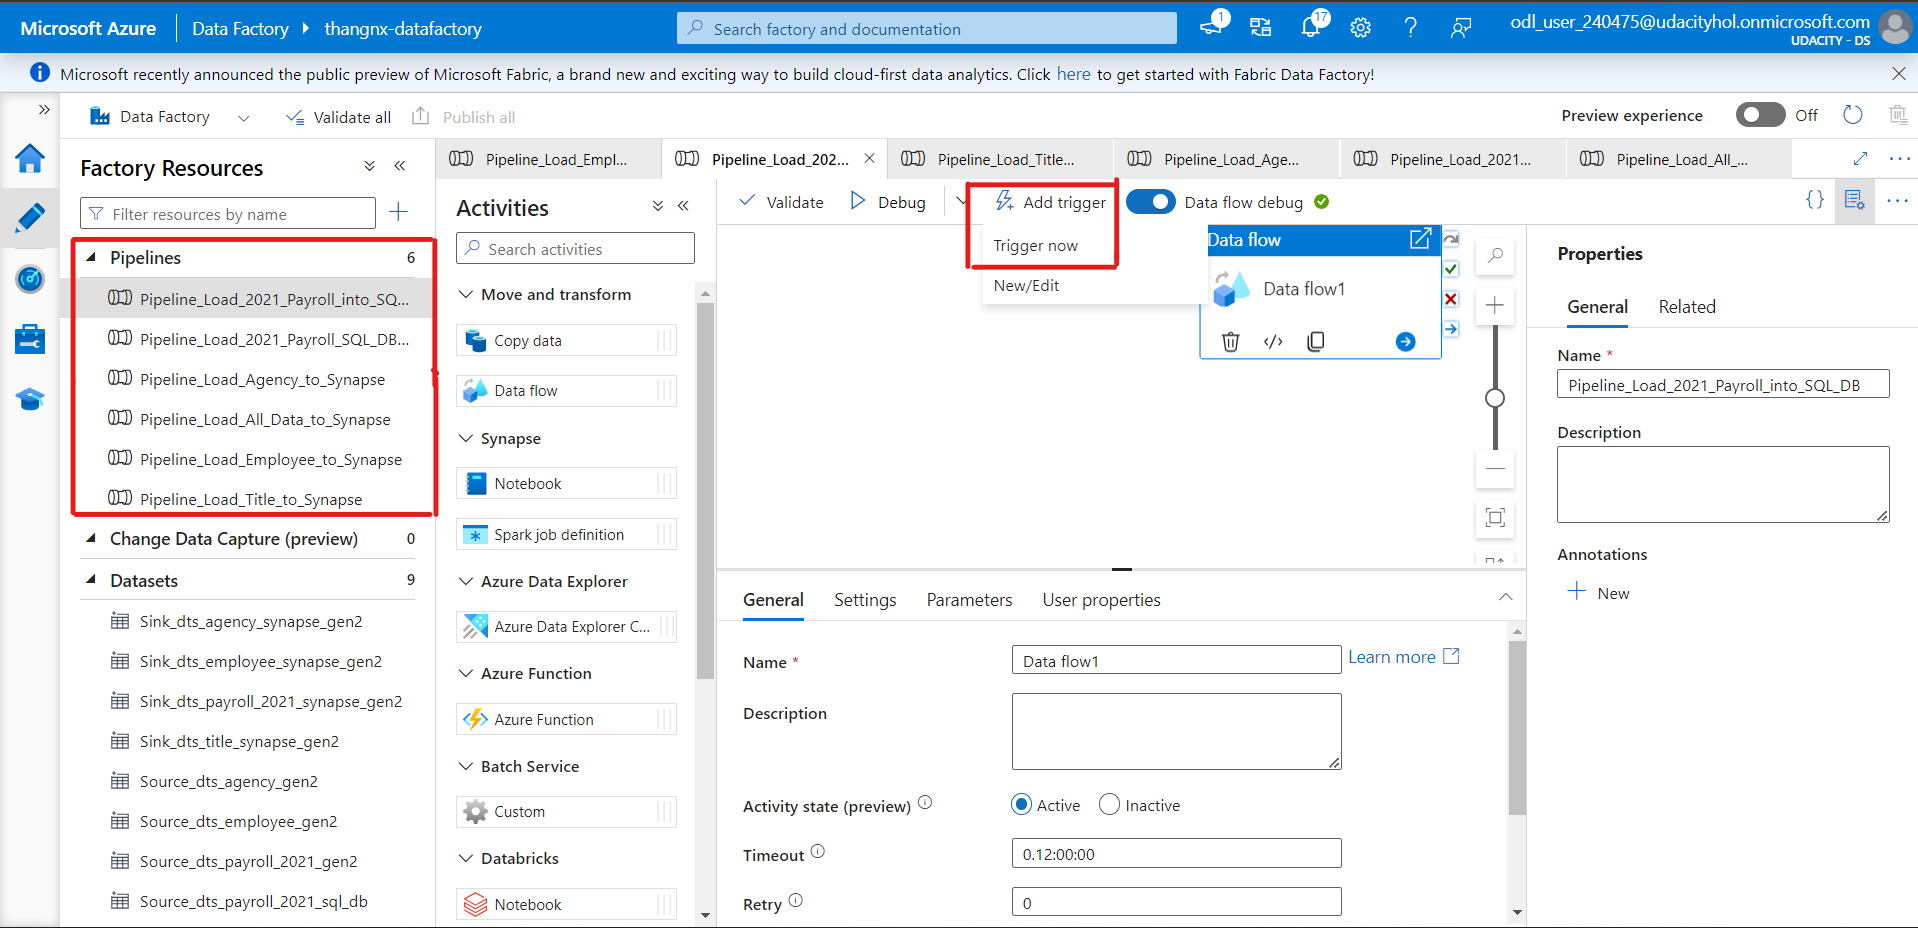 Microsoft Azure Data Factory thangnx-datafactory Search factory and documentation 1 17 odl_user_240475@udacityhol.onmicrosoft.com
UDACITY - DS
Microsoft recently announced the public preview of Microsoft Fabric, a brand new and exciting way to build cloud-first data analytics. Click here to get started with Fabric Data Factory!
Data Factory Validate all Publish all Preview experience Off
Factory Resources
Filter resources by name
Pipelines 6
Pipeline_Load_2021_Payroll_into_SQ...
Pipeline_Load_2021_Payroll_SQL_DB...
Pipeline_Load_Agency_to_Synapse
Pipeline_Load_All_Data_to_Synapse
Pipeline_Load_Employee_to_Synapse
Pipeline_Load_Title_to_Synapse
Change Data Capture (preview) 0
Datasets 9
Sink_dts_agency_synapse_gen2
Sink_dts_employee_synapse_gen2
Sink_dts_payroll_2021_synapse_gen2
Sink_dts_title_synapse_gen2
Source_dts_agency_gen2
Source_dts_employee_gen2
Source_dts_payroll_2021_gen2
Source_dts_payroll_2021_sql_db
Pipeline_Load_Empl... Pipeline_Load_202... Pipeline_Load_Title... Pipeline_Load_Age... Pipeline_Load_2021... Pipeline_Load_All_...
Activities
Search activities
Move and transform
Copy data
Data flow
Synapse
Notebook
Spark job definition
Azure Data Explorer
Azure Data Explorer C...
Azure Function
Azure Function
Batch Service
Custom
Databricks
Notebook
Validate Debug Add trigger Data flow debug
Trigger now
New/Edit
Data flow
Data flow1
General Settings Parameters User properties
Name * Data flow1 Learn more
Description
Activity state (preview) Active Inactive
Timeout 0.12:00:00
Retry 0
Properties
General Related
Name *
Pipeline_Load_2021_Payroll_into_SQL_DB
Description
Annotations
New